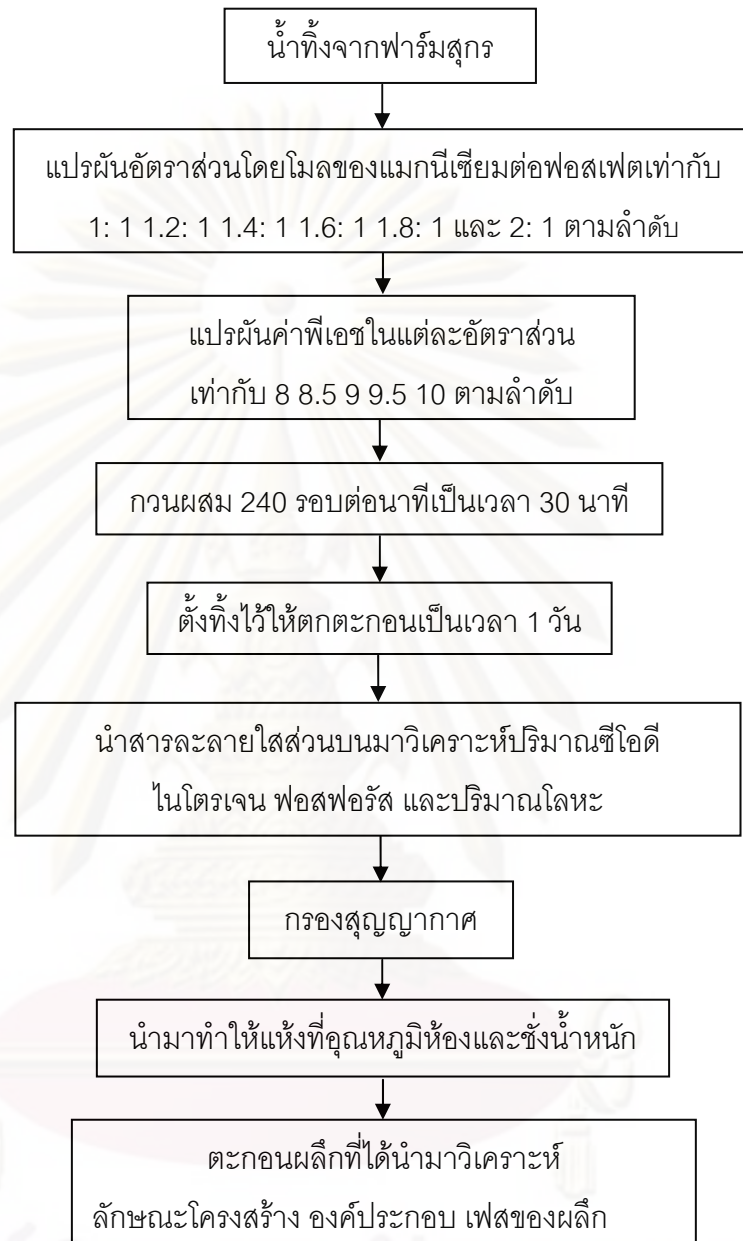 น้ำทิ้งจากฟาร์มสุกร
แปรผันอัตราส่วนโดยโมลของแมกนีเซียมต่อฟอสเฟตเท่ากับ
1: 1 1.2: 1 1.4: 1 1.6: 1 1.8: 1 และ 2: 1 ตามลำดับ
แปรผันค่าพีเอชในแต่ละอัตราส่วน
เท่ากับ 8 8.5 9 9.5 10 ตามลำดับ
กวนผสม 240 รอบต่อนาทีเป็นเวลา 30 นาที
ตั้งทิ้งไว้ให้ตกตะกอนเป็นเวลา 1 วัน
นำสารละลายใสส่วนบนมาวิเคราะห์ปริมาณซีโอดี
ไนโตรเจน ฟอสฟอรัส และปริมาณโลหะ
กรองสุญญากาศ
นำมาทำให้แห้งที่อุณหภูมิห้องและชั่งน้ำหนัก
ตะกอนผลึกที่ได้นำมาวิเคราะห์
ลักษณะโครงสร้าง องค์ประกอบ เฟสของผลึก